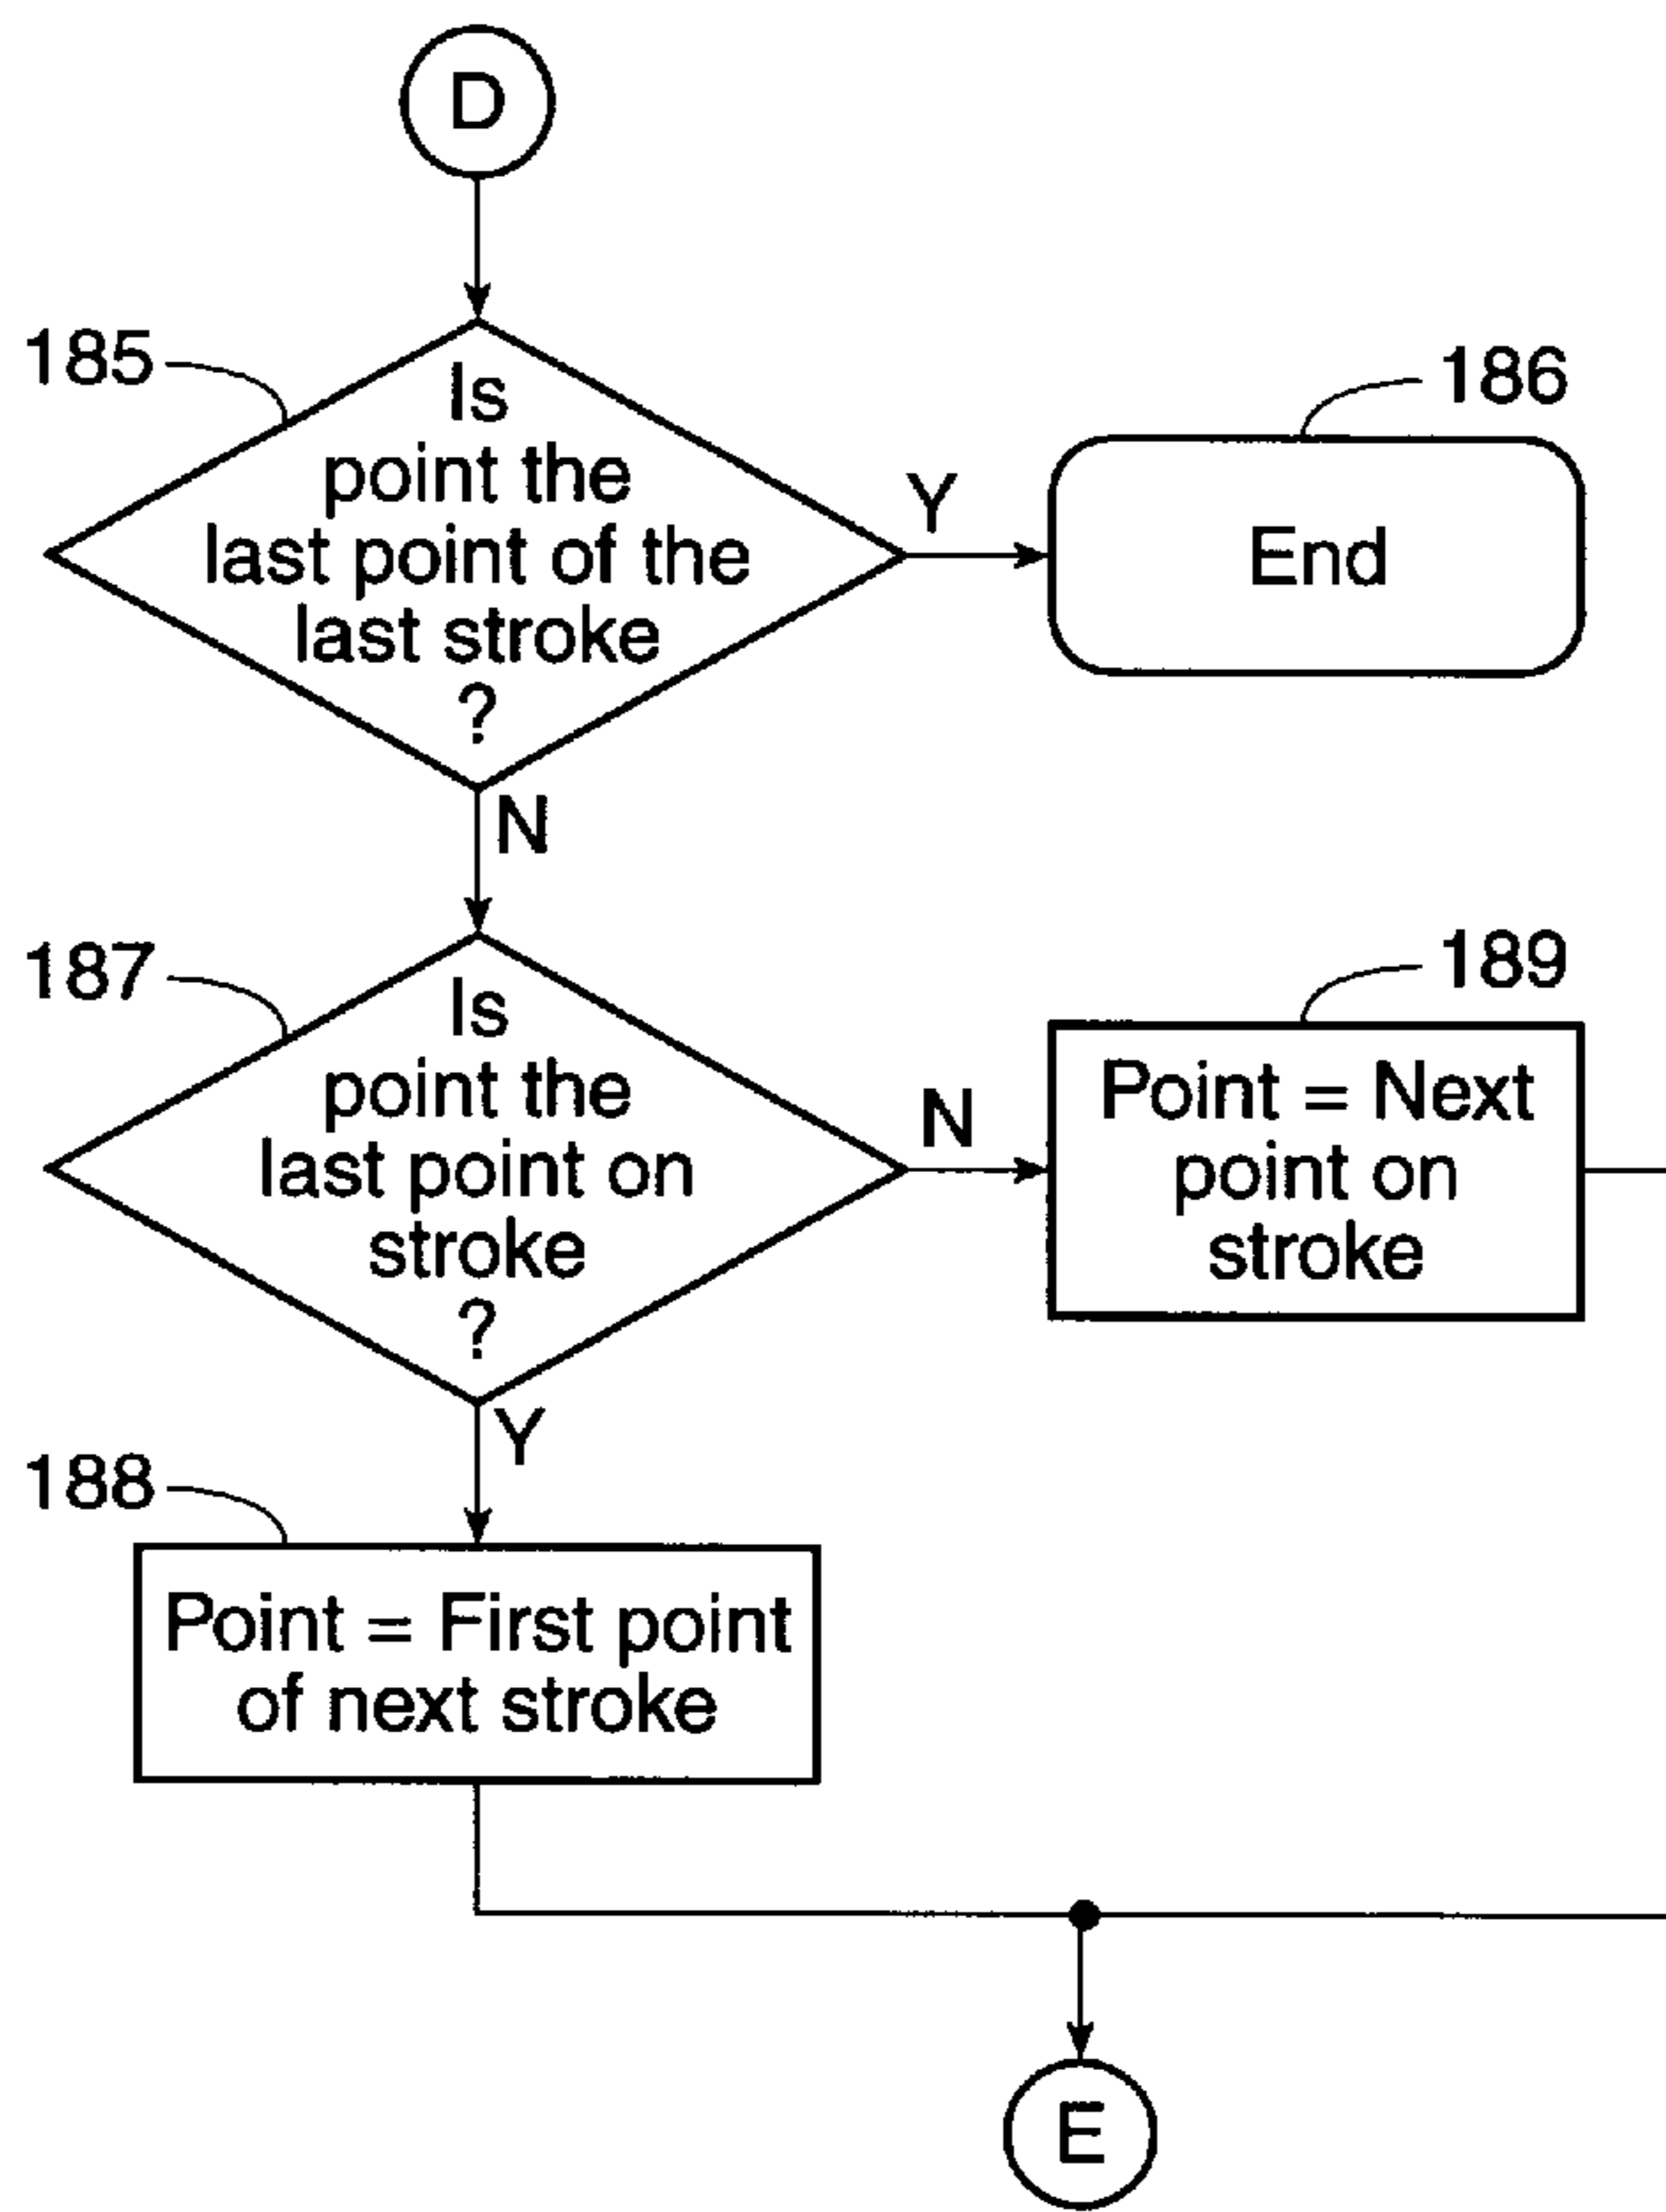 D
185
Is
point the
last point of the
last stroke
?
Y
186
End
N
187
Is
point the
last point on
stroke
?
N
189
Point = Next
point on
stroke
Y
188
Point = First point
of next stroke
E